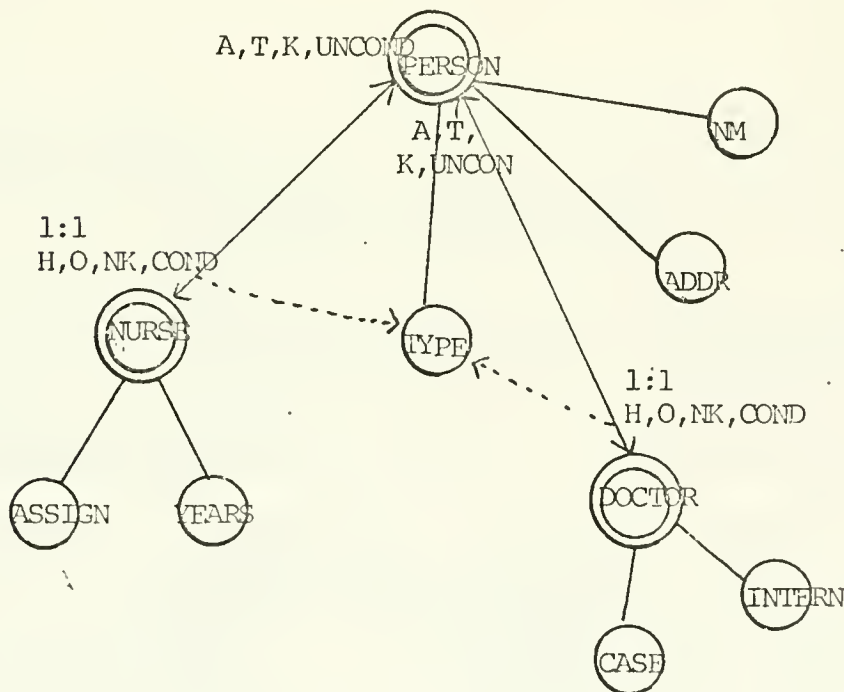 A,T,K,UNCOND
PERSON
A,T,
K,UNCON
NM
1:1
H,O,NK,COND
ADDR
NURSE
TYPE
1:1
H,O,NK,COND
ASSIGN
YEARS
DOCTOR
INTERN
CASE